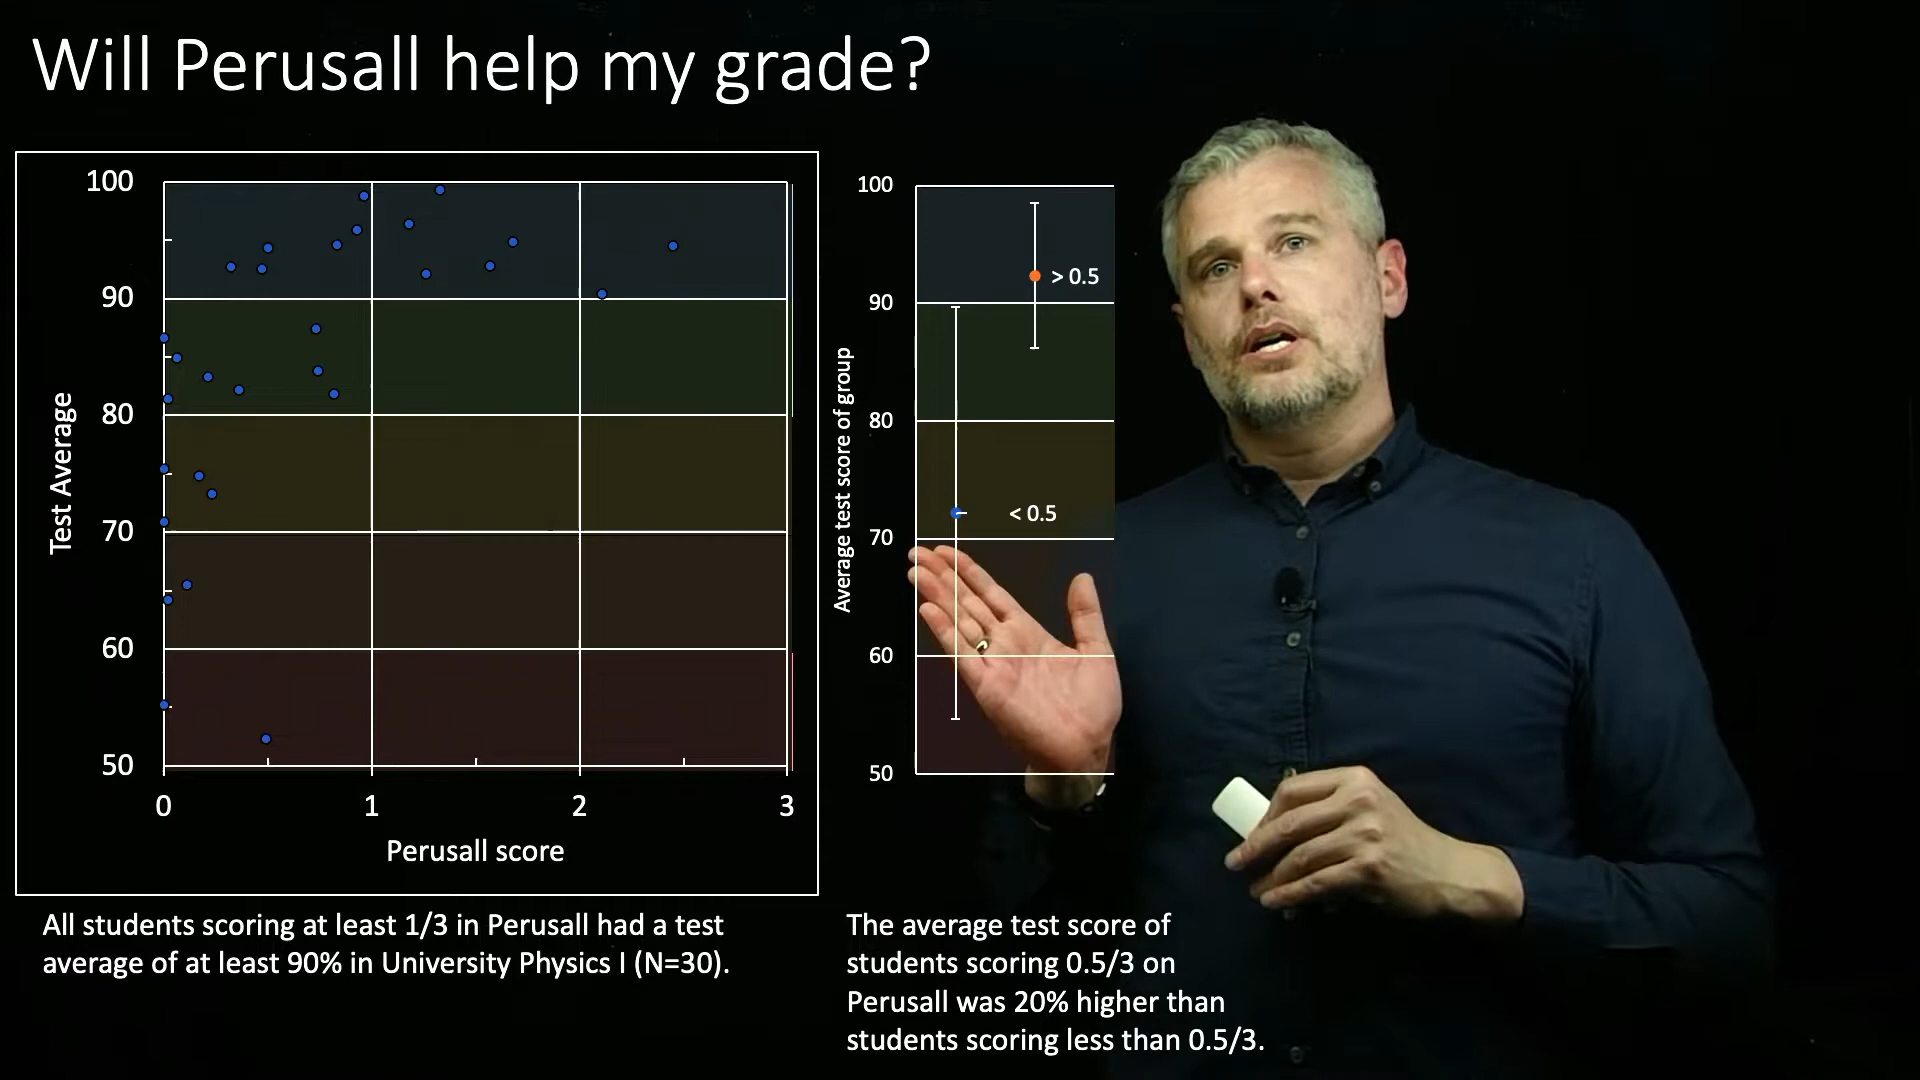 Will Perusall help my grade?
100
90
80
70
60
50
Test Average
0 1 2 3
Perusall score
100
90
80
70
60
50
Average test score of group
> 0.5
< 0.5
All students scoring at least 1/3 in Perusall had a test
average of at least 90% in University Physics I (N=30).
The average test score of
students scoring 0.5/3 on
Perusall was 20% higher than
students scoring less than 0.5/3.